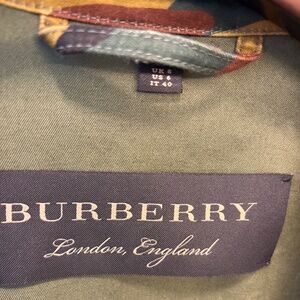 UK 8
US 6
IT 40
BURBERRY
London, England